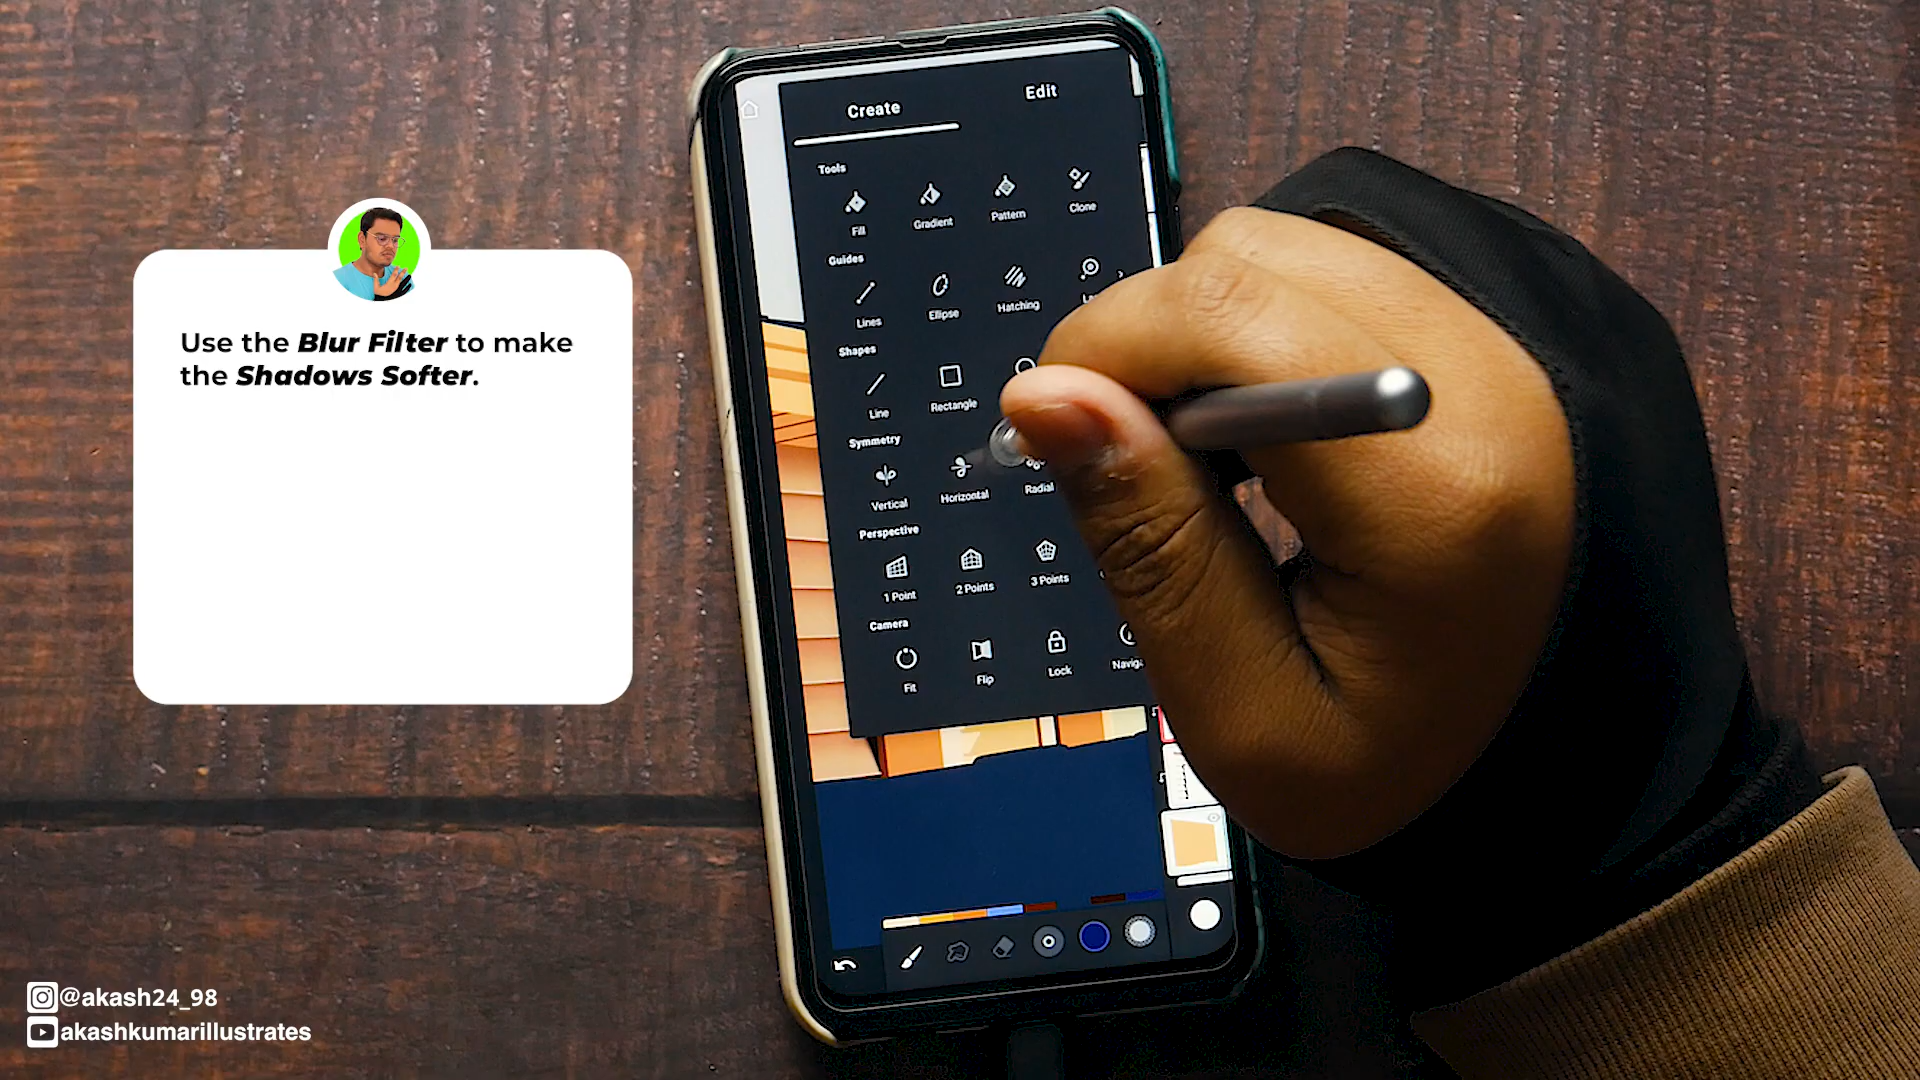 Use the Blur Filter to make
the Shadows Softer.
Create
Edit
Tools
Fill
Gradient
Pattern
Clone
Guides
Lines
Ellipse
Hatching
Shapes
Line
Rectangle
Symmetry
Vertical
Horizontal
Radial
Perspective
1 Point
2 Points
3 Points
Camera
Fit
Flip
Lock
@akash24_98
akashkumarillustrates